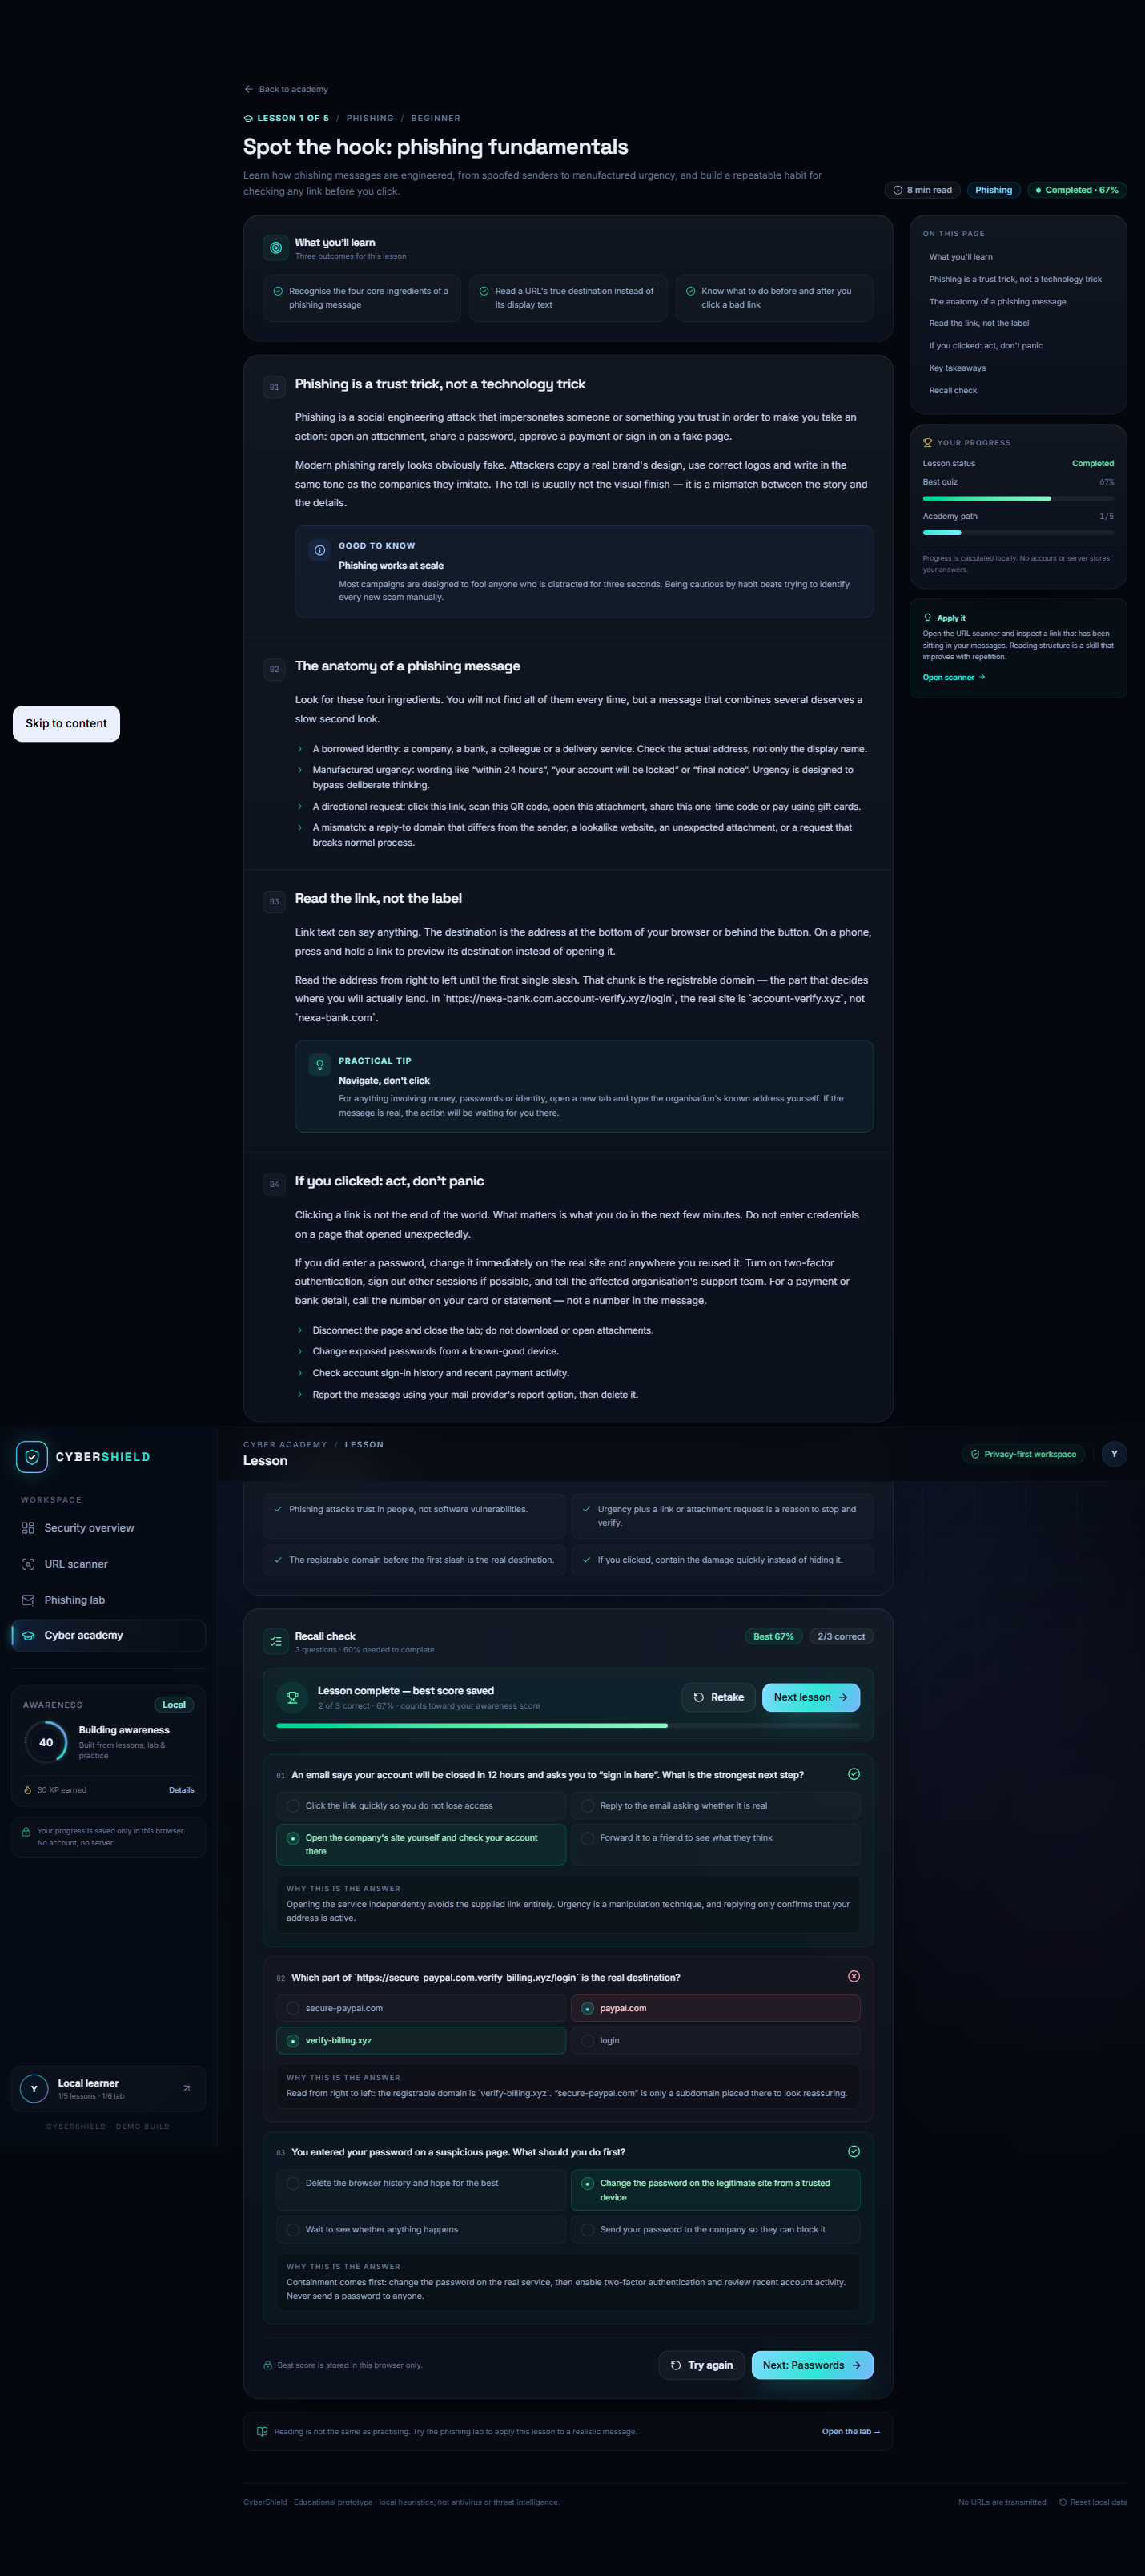 Back to academy
LESSON 1 OF 5 / PHISHING / BEGINNER
Spot the hook: phishing fundamentals
Learn how phishing messages are engineered, from spoofed senders to manufactured urgency, and build a repeatable habit for
checking any link before you click.
8 min read
Phishing
Completed · 67%
What you'll learn
Three outcomes for this lesson
Recognise the four core ingredients of a
phishing message
Read a URL's true destination instead of
its display text
Know what to do before and after you
click a bad link
ON THIS PAGE
What you'll learn
Phishing is a trust trick, not a technology trick
The anatomy of a phishing message
Read the link, not the label
If you clicked: act, don't panic
Key takeaways
Recall check
YOUR PROGRESS
Lesson status Completed
Best quiz 67%
Academy path 1/5
Progress is calculated locally. No account or server stores
your answers.
Apply it
Open the URL scanner and inspect a link that has been
sitting in your messages. Reading structure is a skill that
improves with repetition.
Open scanner →
01 Phishing is a trust trick, not a technology trick
Phishing is a social engineering attack that impersonates someone or something you trust in order to make you take an
action: open an attachment, share a password, approve a payment or sign in on a fake page.
Modern phishing rarely looks obviously fake. Attackers copy a real brand's design, use correct logos and write in the
same tone as the companies they imitate. The tell is usually not the visual finish — it is a mismatch between the story and
the details.
GOOD TO KNOW
Phishing works at scale
Most campaigns are designed to fool anyone who is distracted for three seconds. Being cautious by habit beats trying to identify
every new scam manually.
02 The anatomy of a phishing message
Look for these four ingredients. You will not find all of them every time, but a message that combines several deserves a
slow second look.
A borrowed identity: a company, a bank, a colleague or a delivery service. Check the actual address, not only the display name.
Manufactured urgency: wording like “within 24 hours”, “your account will be locked” or “final notice”. Urgency is designed to
bypass deliberate thinking.
A directional request: click this link, scan this QR code, open this attachment, share this one-time code or pay using gift cards.
A mismatch: a reply-to domain that differs from the sender, a lookalike website, an unexpected attachment, or a request that
breaks normal process.
Skip to content
03 Read the link, not the label
Link text can say anything. The destination is the address at the bottom of your browser or behind the button. On a phone,
press and hold a link to preview its destination instead of opening it.
Read the address from right to left until the first single slash. That chunk is the registrable domain — the part that decides
where you will actually land. In `https://nexa-bank.com.account-verify.xyz/login`, the real site is `account-verify.xyz`, not
`nexa-bank.com`.
PRACTICAL TIP
Navigate, don't click
For anything involving money, passwords or identity, open a new tab and type the organisation's known address yourself. If the
message is real, the action will be waiting for you there.
04 If you clicked: act, don't panic
Clicking a link is not the end of the world. What matters is what you do in the next few minutes. Do not enter credentials
on a page that opened unexpectedly.
If you did enter a password, change it immediately on the real site and anywhere you reused it. Turn on two-factor
authentication, sign out other sessions if possible, and tell the affected organisation's support team. For a payment or
bank detail, call the number on your card or statement — not a number in the message.
Disconnect the page and close the tab; do not download or open attachments.
Change exposed passwords from a known-good device.
Check account sign-in history and recent payment activity.
Report the message using your mail provider's report option, then delete it.
CYBERSHIELD
WORKSPACE
Security overview
URL scanner
Phishing lab
Cyber academy
AWARENESS Local
40
Building awareness
Built from lessons, lab &
practice
30 XP earned Details
Your progress is saved only in this browser.
No account, no server.
Y
Local learner
1/5 lessons · 1/6 lab
CYBERSHIELD · DEMO BUILD
CYBER ACADEMY / LESSON
Lesson
Privacy-first workspace
Y
Phishing attacks trust in people, not software vulnerabilities.
Urgency plus a link or attachment request is a reason to stop and
verify.
The registrable domain before the first slash is the real destination.
If you clicked, contain the damage quickly instead of hiding it.
Recall check
3 questions · 60% needed to complete
Best 67%
2/3 correct
Lesson complete — best score saved
2 of 3 correct · 67% · counts toward your awareness score
Retake
Next lesson →
01 An email says your account will be closed in 12 hours and asks you to “sign in here”. What is the strongest next step?
Click the link quickly so you do not lose access
Reply to the email asking whether it is real
Open the company's site yourself and check your account
there
Forward it to a friend to see what they think
WHY THIS IS THE ANSWER
Opening the service independently avoids the supplied link entirely. Urgency is a manipulation technique, and replying only confirms that your
address is active.
02 Which part of `https://secure-paypal.com.verify-billing.xyz/login` is the real destination?
secure-paypal.com
paypal.com
verify-billing.xyz
login
WHY THIS IS THE ANSWER
Read from right to left: the registrable domain is `verify-billing.xyz`. “secure-paypal.com” is only a subdomain placed there to look reassuring.
03 You entered your password on a suspicious page. What should you do first?
Delete the browser history and hope for the best
Change the password on the legitimate site from a trusted
device
Wait to see whether anything happens
Send your password to the company so they can block it
WHY THIS IS THE ANSWER
Containment comes first: change the password on the real service, then enable two-factor authentication and review recent account activity.
Never send a password to anyone.
Best score is stored in this browser only.
Try again
Next: Passwords →
Reading is not the same as practising. Try the phishing lab to apply this lesson to a realistic message.
Open the lab →
CyberShield · Educational prototype · local heuristics, not antivirus or threat intelligence.
No URLs are transmitted
Reset local data